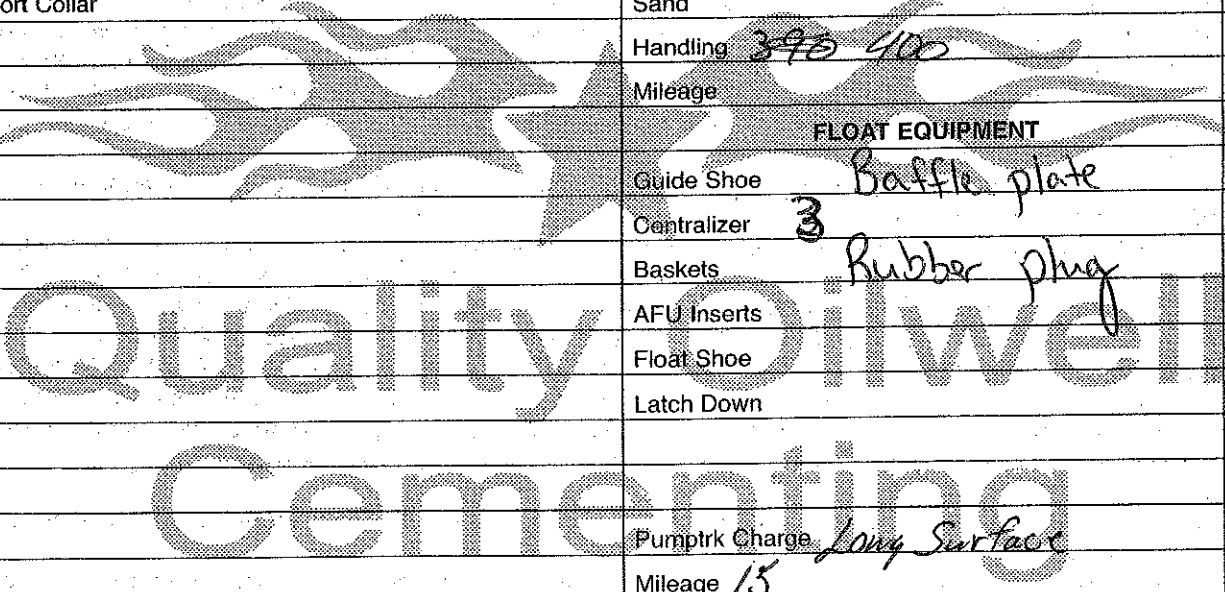 ort Collar
Sand
Handling 390 400
Mileage
FLOAT EQUIPMENT
Guide Shoe Baffle plate
Centralizer 3
Baskets Rubber plug
AFU Inserts
Float Shoe
Latch Down
Quality Oilwell
Cementing
Pumptrk Charge Long Surface
Mileage 15